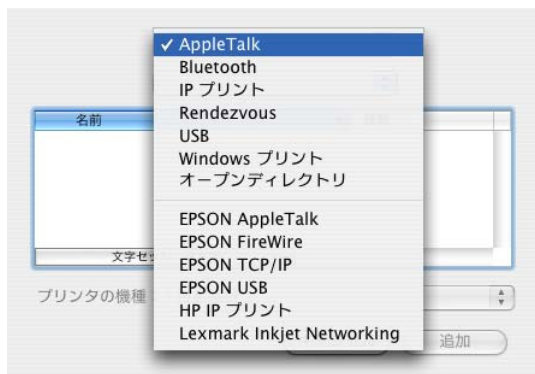 ✓ AppleTalk
Bluetooth
IP プリント
Rendezvous
USB
Windows プリント
オープンディレクトリ
名前
EPSON AppleTalk
EPSON FireWire
文字セ
EPSON TCP/IP
EPSON USB
プリンタの機種
HP IP プリント
Lexmark Inkjet Networking
追加